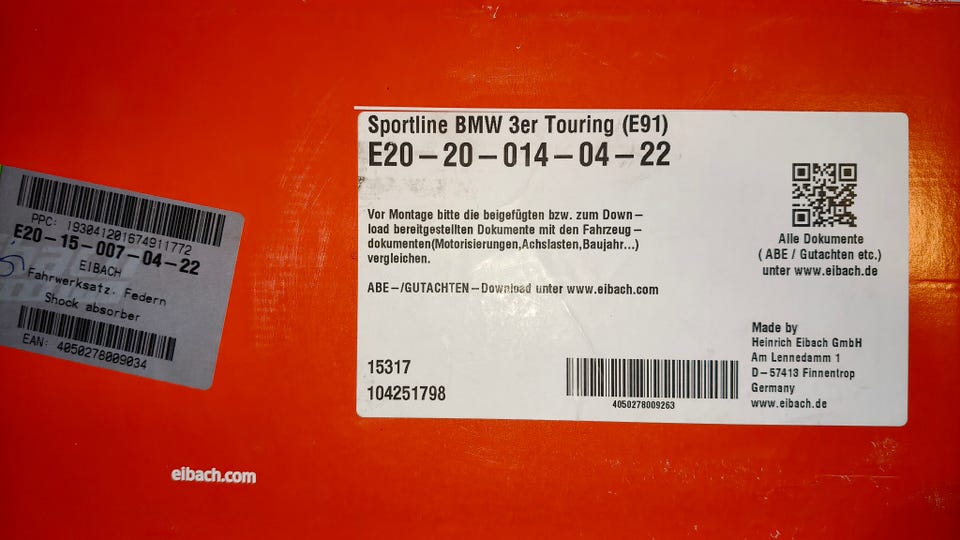 Sportline BMW 3er Touring (E91)
E20-20-014-04-22
Vor Montage bitte die beigefügten bzw. zum Down-
load bereitgestellten Dokumente mit den Fahrzeug-
dokumenten(Motorisierungen,Achslasten,Baujahr...)
vergleichen.
ABE-/GUTACHTEN-Download unter www.eibach.com
15317
104251798
4050278009263
Alle Dokumente
( ABE / Gutachten etc.)
unter www.eibach.de
Made by
Heinrich Eibach GmbH
Am Lennedamm 1
D-57413 Finnentrop
Germany
www.eibach.de
PPC: 193041201674911772
E20-15-007-04-22
EIBACH
Fahrwerksatz. Federn
Shock absorber
EAN: 4050278009034
eibach.com